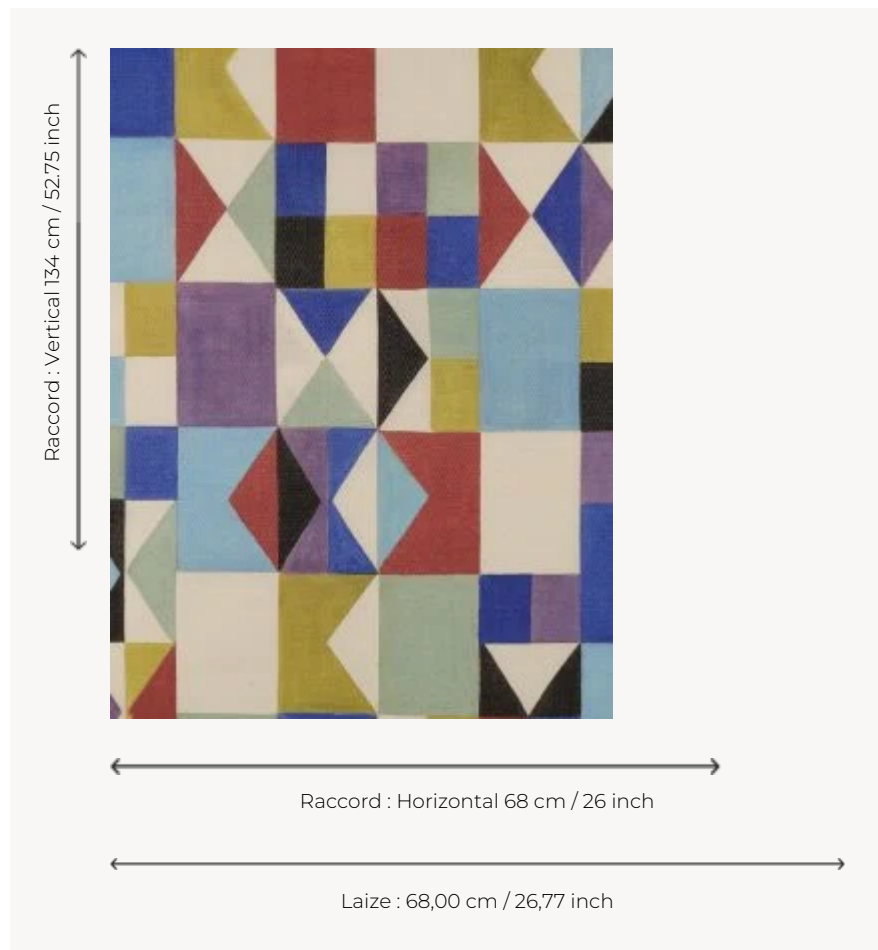 Raccord : Vertical 134 cm / 52.75 inch
Raccord : Horizontal 68 cm / 26 inch
Laize : 68,00 cm / 26,77 inch